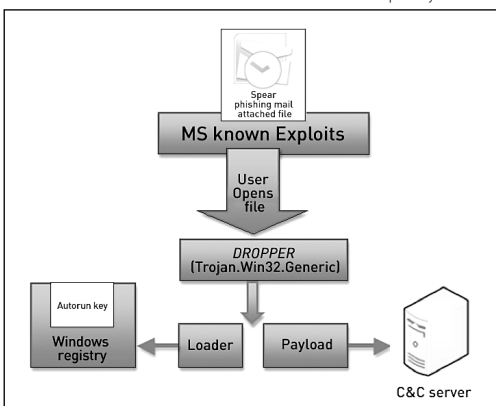 Spear
phishing mail
attached file
MS known Exploits
User
Opens
file
DROPPER
(Trojan.Win32.Generic)
Autorun key
Windows
registry
Loader
Payload
C&C server